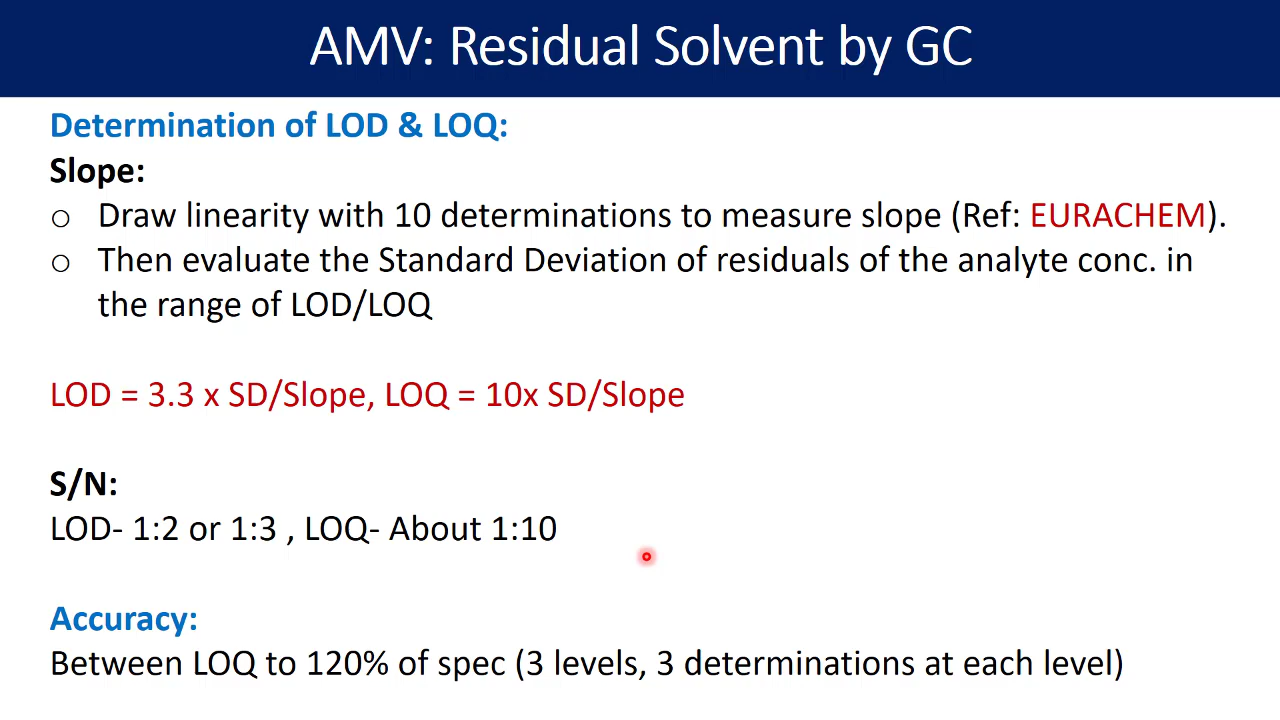 AMV: Residual Solvent by GC
Determination of LOD & LOQ:
Slope:
o Draw linearity with 10 determinations to measure slope (Ref: EURACHEM).
o Then evaluate the Standard Deviation of residuals of the analyte conc. in
the range of LOD/LOQ
LOD = 3.3 x SD/Slope, LOQ = 10x SD/Slope
S/N:
LOD- 1:2 or 1:3 , LOQ- About 1:10
Accuracy:
Between LOQ to 120% of spec (3 levels, 3 determinations at each level)